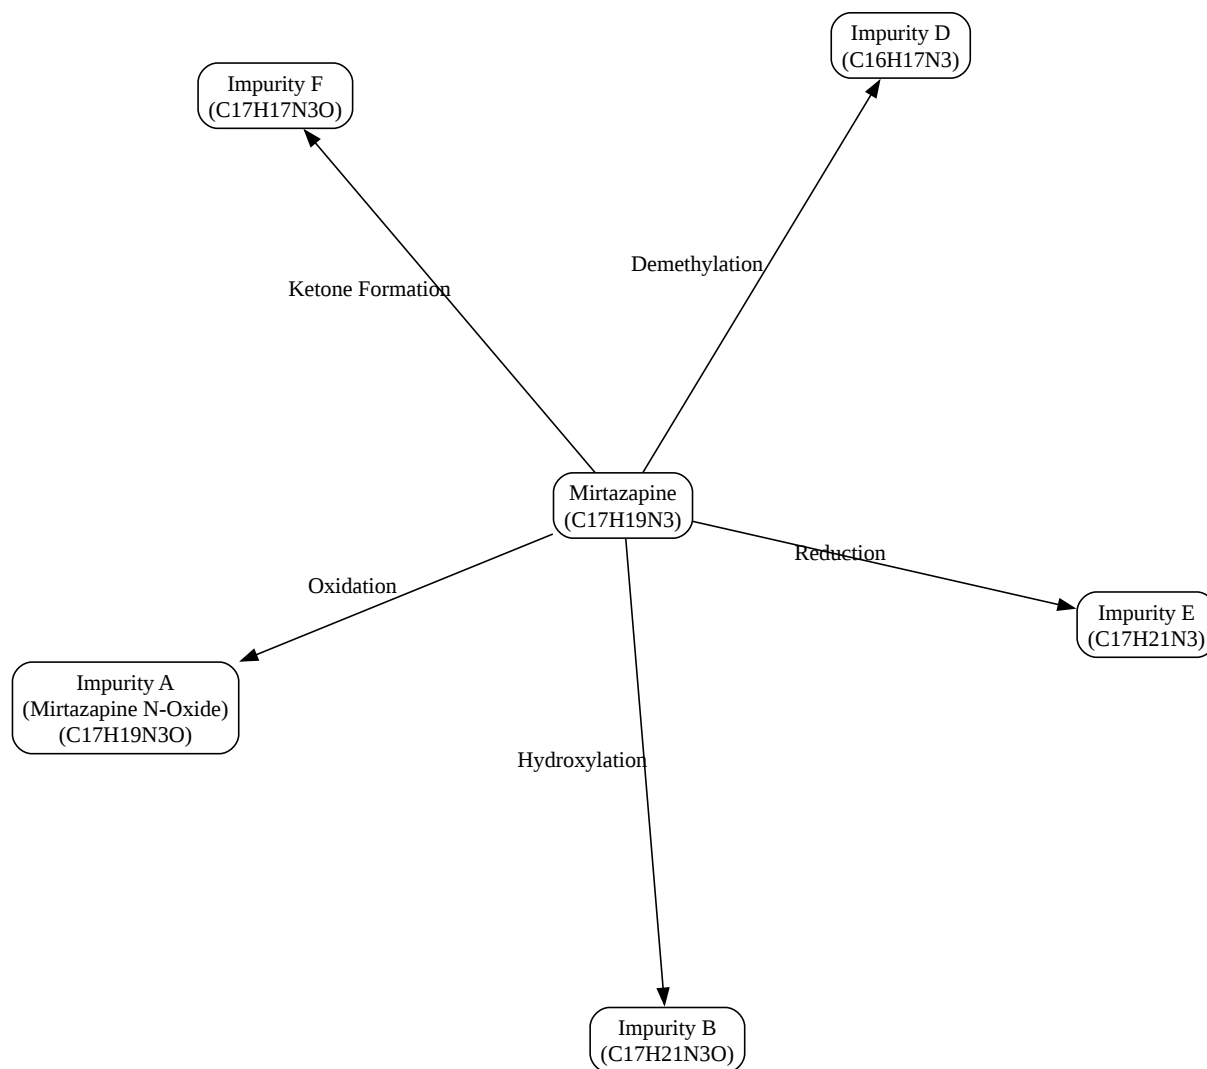 Impurity D
(C16H17N3)
Impurity F
(C17H17N3O)
Demethylation
Ketone Formation
Mirtazapine
(C17H19N3)
Reduction
Oxidation
Impurity E
(C17H21N3)
Impurity A
(Mirtazapine N-Oxide)
(C17H19N3O)
Hydroxylation
Impurity B
(C17H21N3O)